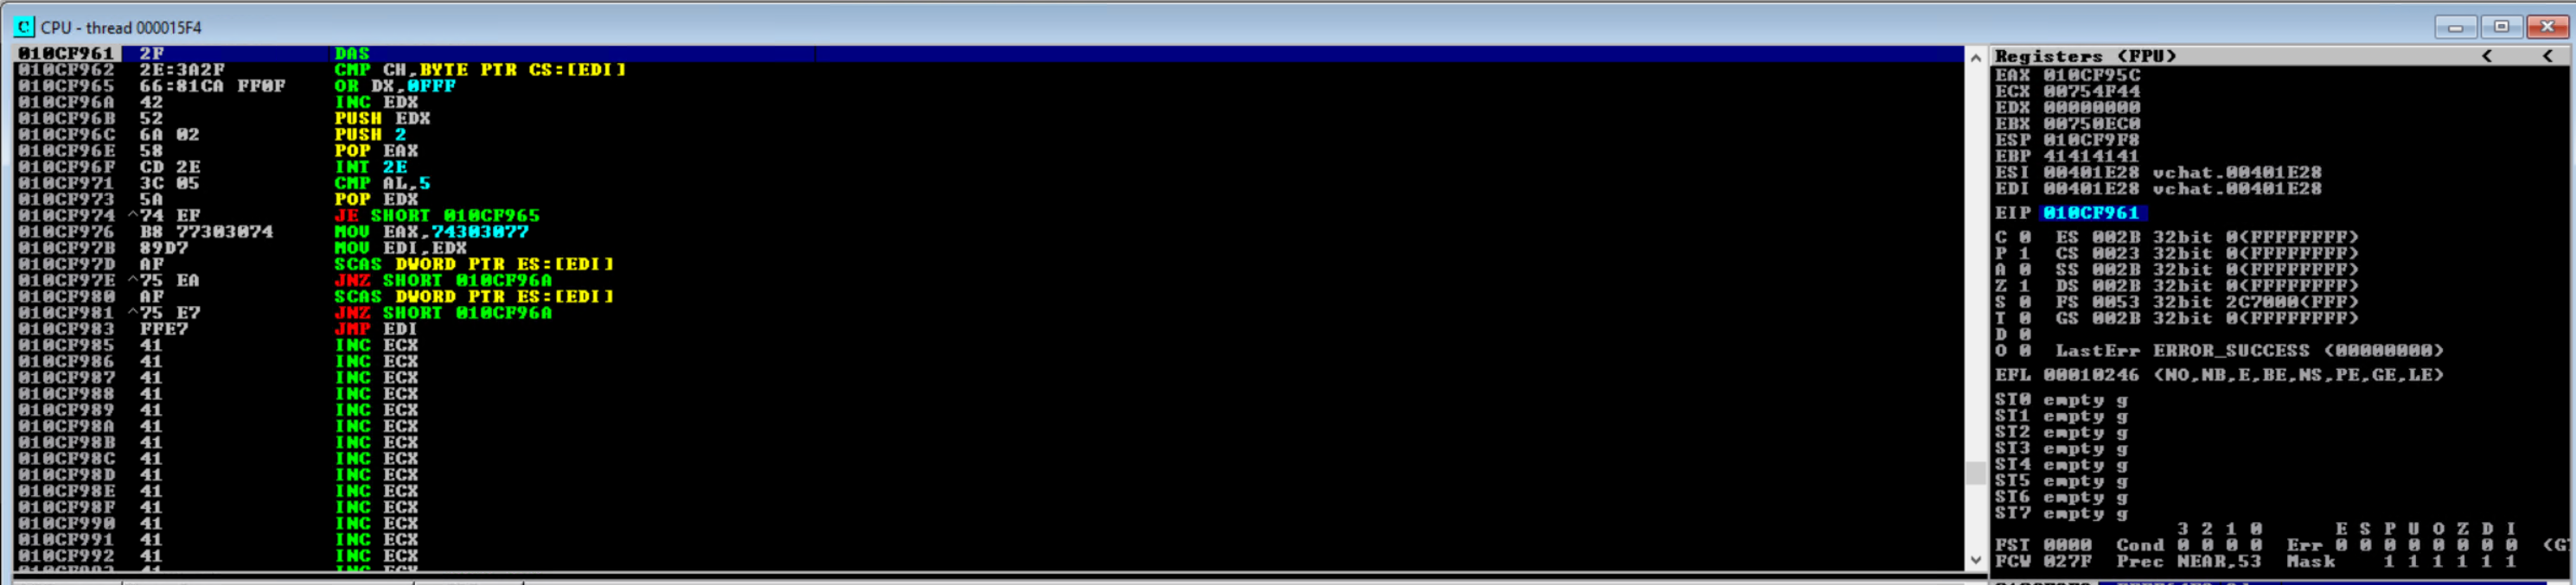 CPU - thread 000015F4
010CF961 2F DAS
010CF962 2E:3A2F CMP CH,BYTE PTR CS:[EDI]
010CF965 66:81CA FF0F OR DX,0FFF
010CF96A 42 INC EDX
010CF96B 52 PUSH EDX
010CF96C 6A 02 PUSH 2
010CF96E 58 POP EAX
010CF96F CD 2E INT 2E
010CF971 3C 05 CMP AL,5
010CF973 5A POP EDX
010CF974 ^74 EF JE SHORT 010CF965
010CF976 B8 77303074 MOV EAX,74303077
010CF97B 89D7 MOV EDI,EDX
010CF97D AF SCAS DWORD PTR ES:[EDI]
010CF97E ^75 EA JNZ SHORT 010CF96A
010CF980 AF SCAS DWORD PTR ES:[EDI]
010CF981 ^75 E7 JNZ SHORT 010CF96A
010CF983 FFE7 JMP EDI
010CF985 41 INC ECX
010CF986 41 INC ECX
010CF987 41 INC ECX
010CF988 41 INC ECX
010CF989 41 INC ECX
010CF98A 41 INC ECX
010CF98B 41 INC ECX
010CF98C 41 INC ECX
010CF98D 41 INC ECX
010CF98E 41 INC ECX
010CF98F 41 INC ECX
010CF990 41 INC ECX
010CF991 41 INC ECX
010CF992 41 INC ECX
Registers (FPU) < <
EAX 010CF95C
ECX 00754F44
EDX 00000000
EBX 00750EC0
ESP 010CF9F8
EBP 41414141
ESI 00401E28 vchat.00401E28
EDI 00401E28 vchat.00401E28
EIP 010CF961
C 0 ES 002B 32bit 0(FFFFFFFF)
P 1 CS 0023 32bit 0(FFFFFFFF)
A 0 SS 002B 32bit 0(FFFFFFFF)
Z 1 DS 002B 32bit 0(FFFFFFFF)
S 0 FS 0053 32bit 2C7000(FFF)
T 0 GS 002B 32bit 0(FFFFFFFF)
D 0
O 0 LastErr ERROR_SUCCESS (00000000)
EFL 00010246 (NO,NB,E,BE,NS,PE,GE,LE)
ST0 empty g
ST1 empty g
ST2 empty g
ST3 empty g
ST4 empty g
ST5 empty g
ST6 empty g
ST7 empty g
3 2 1 0 E S P U O Z D I
FST 0000 Cond 0 0 0 0 Err 0 0 0 0 0 0 0 0 (G
FCW 027F Prec NEAR,53 Mask 1 1 1 1 1 1